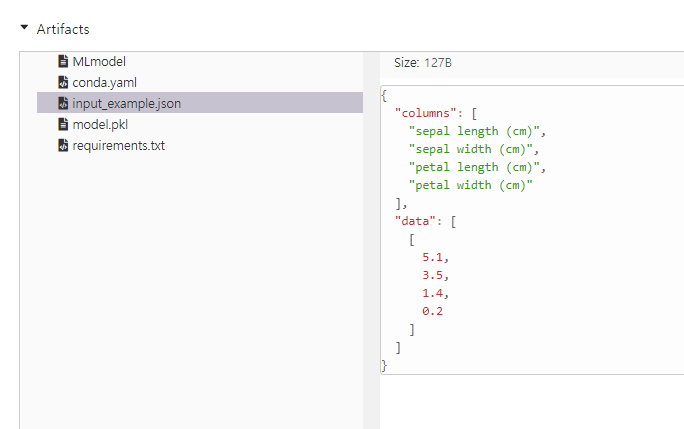 Artifacts
MLmodel
conda.yaml
input_example.json
model.pkl
requirements.txt
Size: 127B
{
  "columns": [
    "sepal length (cm)",
    "sepal width (cm)",
    "petal length (cm)",
    "petal width (cm)"
  ],
  "data": [
    [
      5.1,
      3.5,
      1.4,
      0.2
    ]
  ]
}